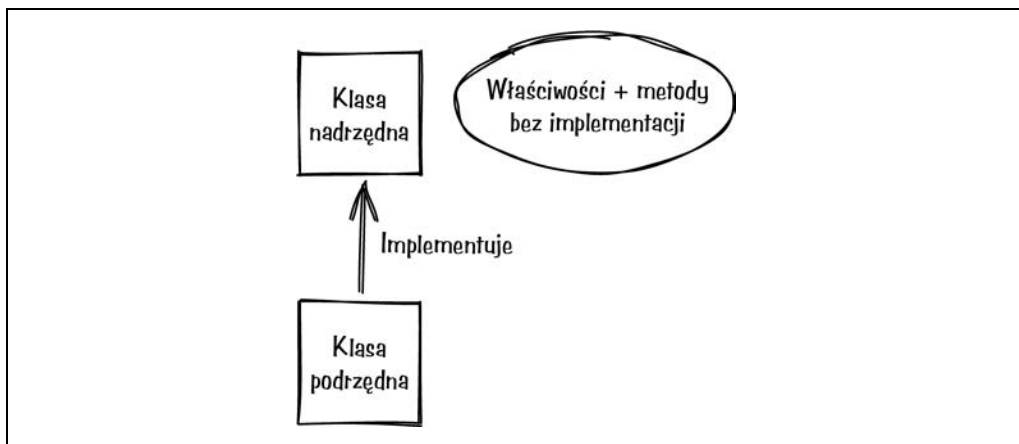 Klasa
nadrzędna
Właściwości + metody
bez implementacji
Implementuje
Klasa
podrzędna